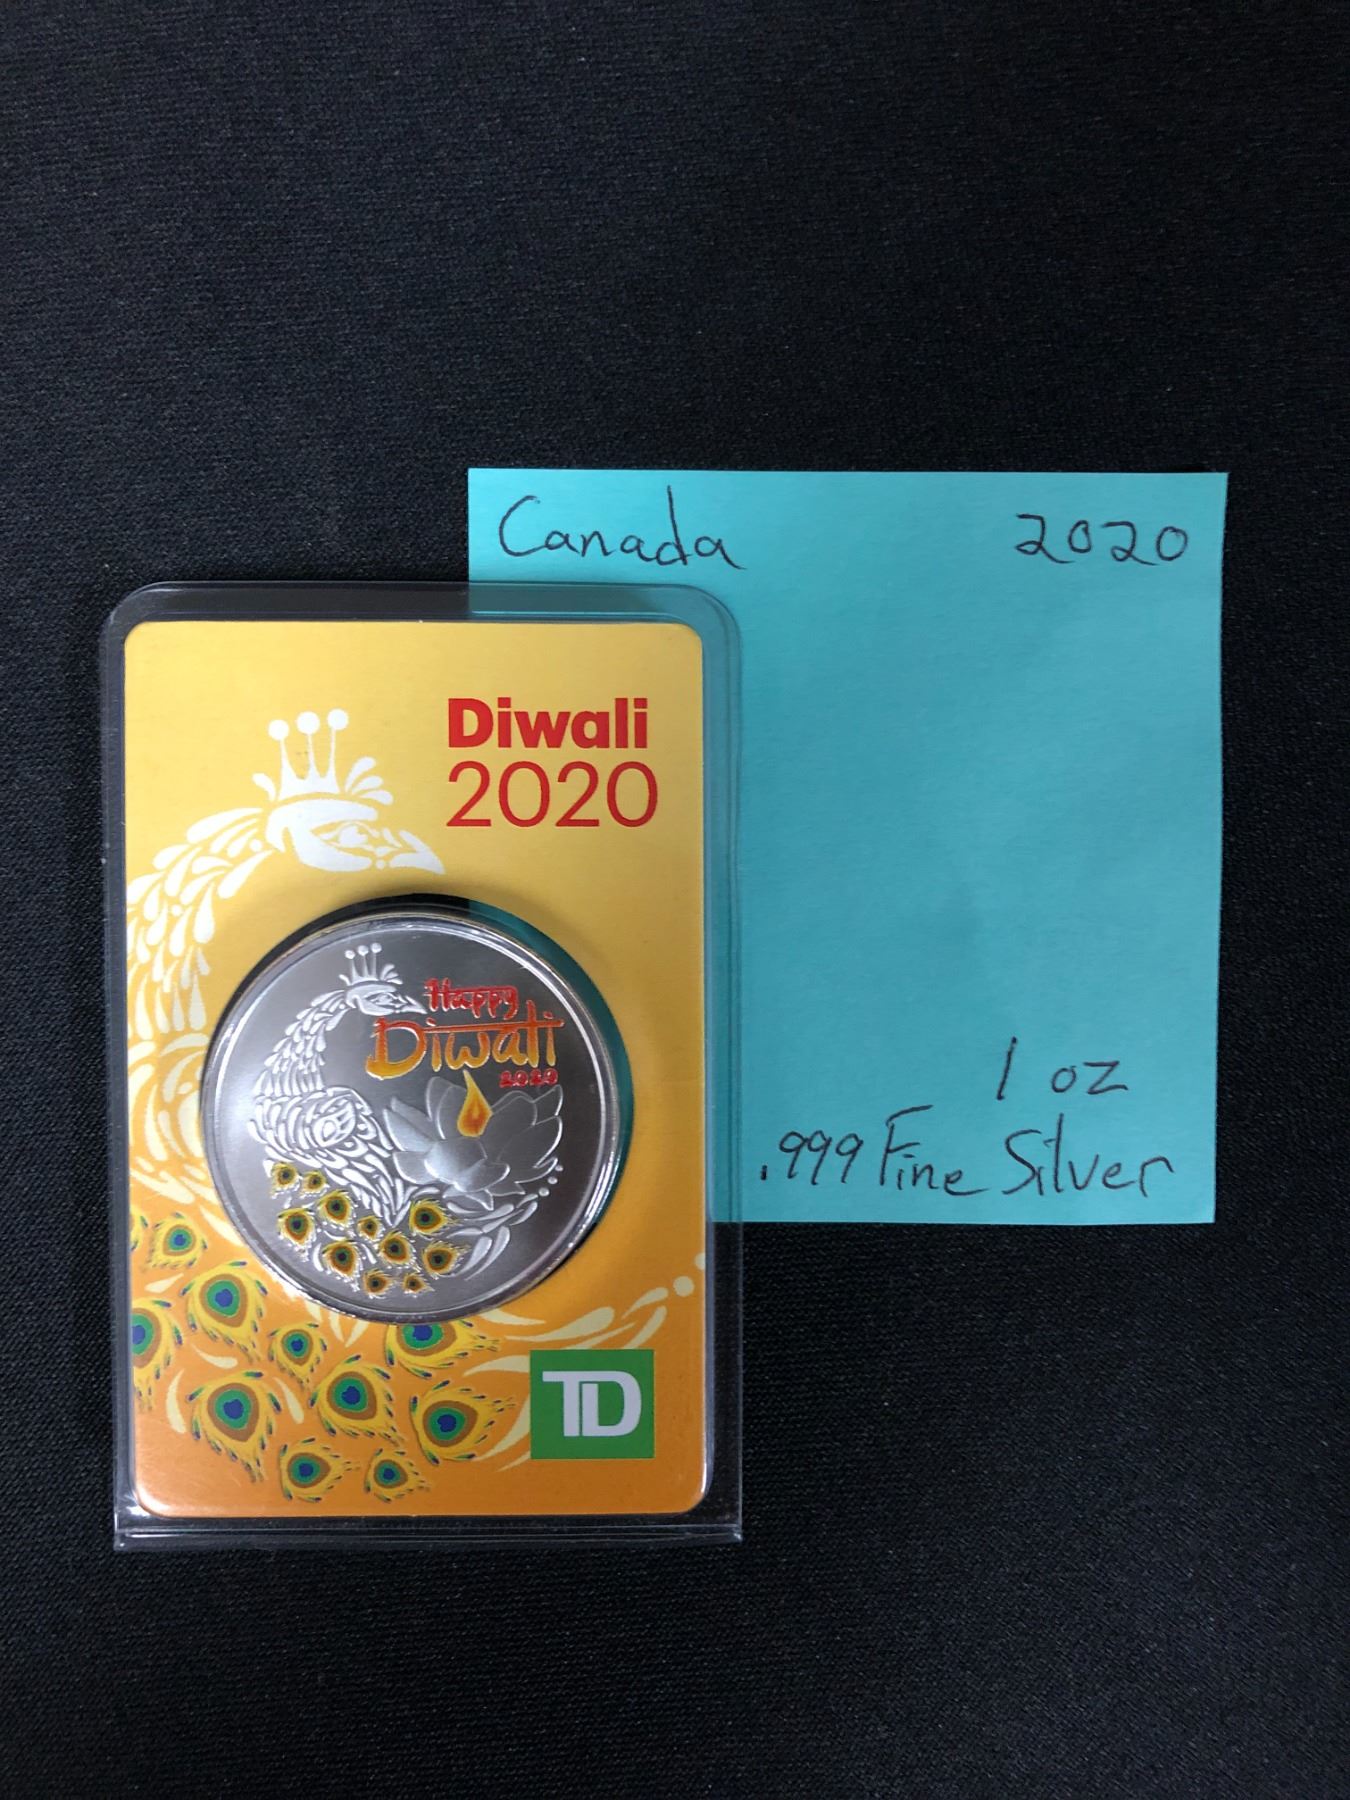 Canada 2020
Diwali
2020
Happy
Diwali
2020
1 oz
.999 Fine Silver
TD